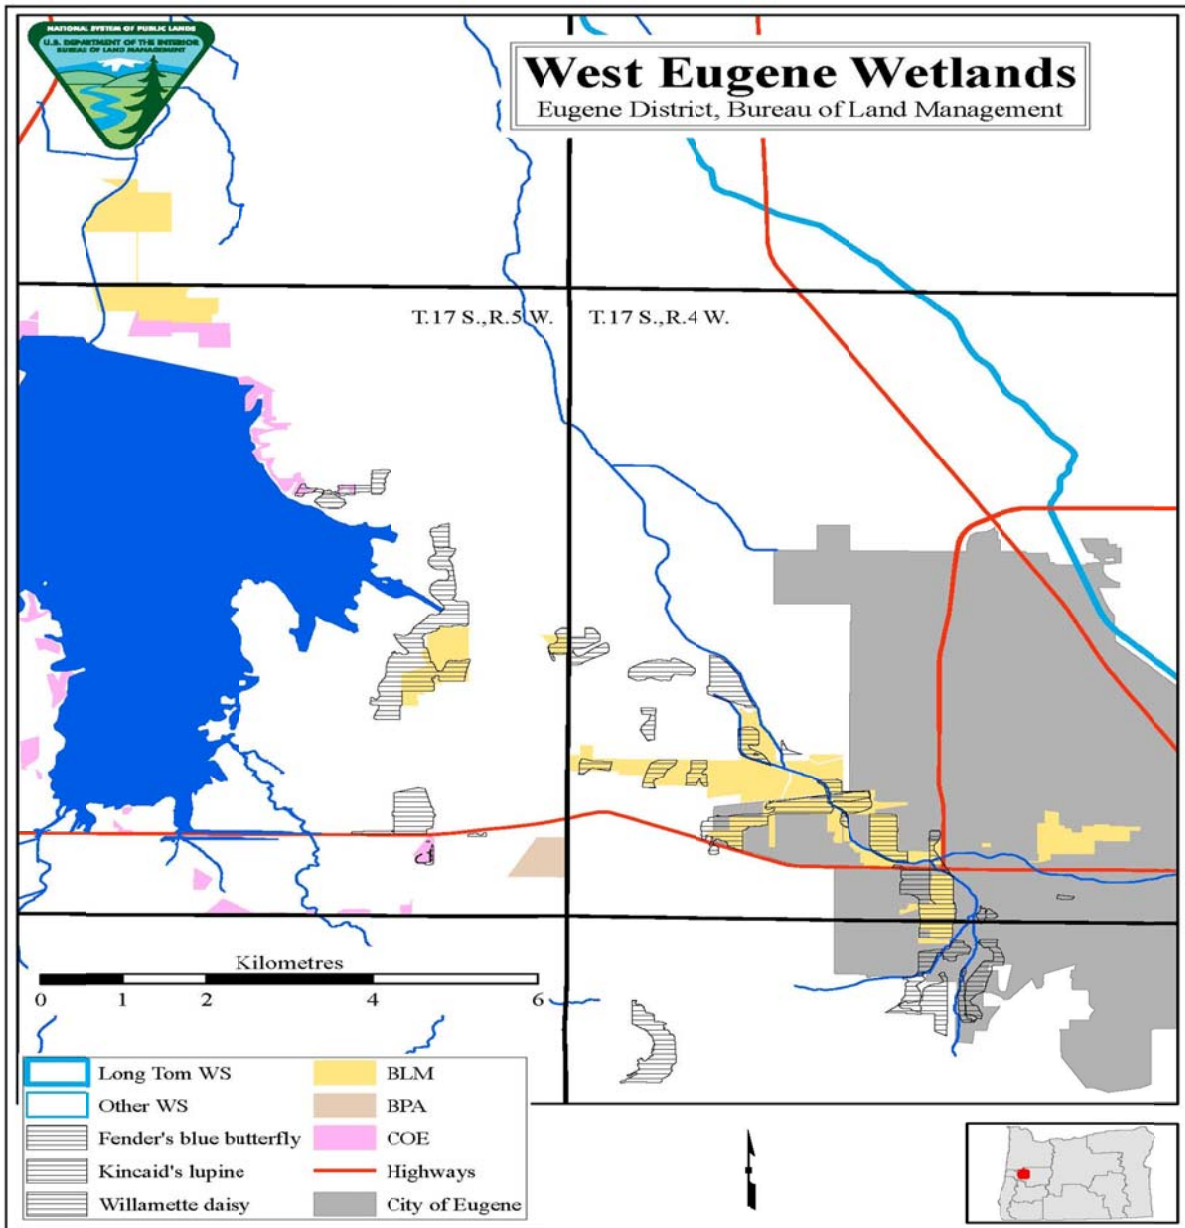 NATIONAL SYSTEM OF PUBLIC LANDS
U.S. DEPARTMENT OF THE INTERIOR
BUREAU OF LAND MANAGEMENT
West Eugene Wetlands
Eugene District, Bureau of Land Management
T.17 S.,R.5 W.
T.17 S.,R.4 W.
Kilometres
0 1 2 4 6
Long Tom WS
Other WS
Fender's blue butterfly
Kincaid's lupine
Willamette daisy
BLM
BPA
COE
Highways
City of Eugene